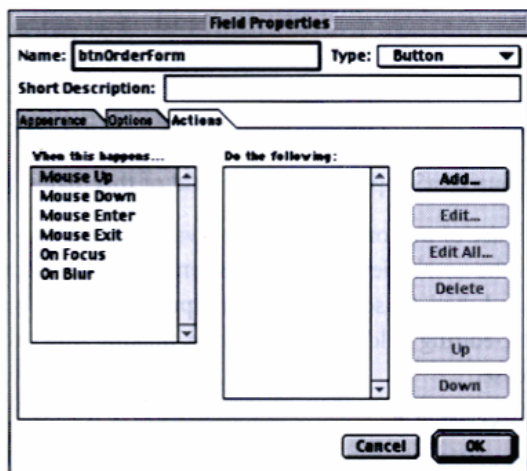 Field Properties
Name: btnOrderForm Type: Button
Short Description:
Appearance Options Actions
When this happens... Do the following:
Mouse Up
Mouse Down
Mouse Enter
Mouse Exit
On Focus
On Blur
Add...
Edit...
Edit All...
Delete
Up
Down
Cancel OK